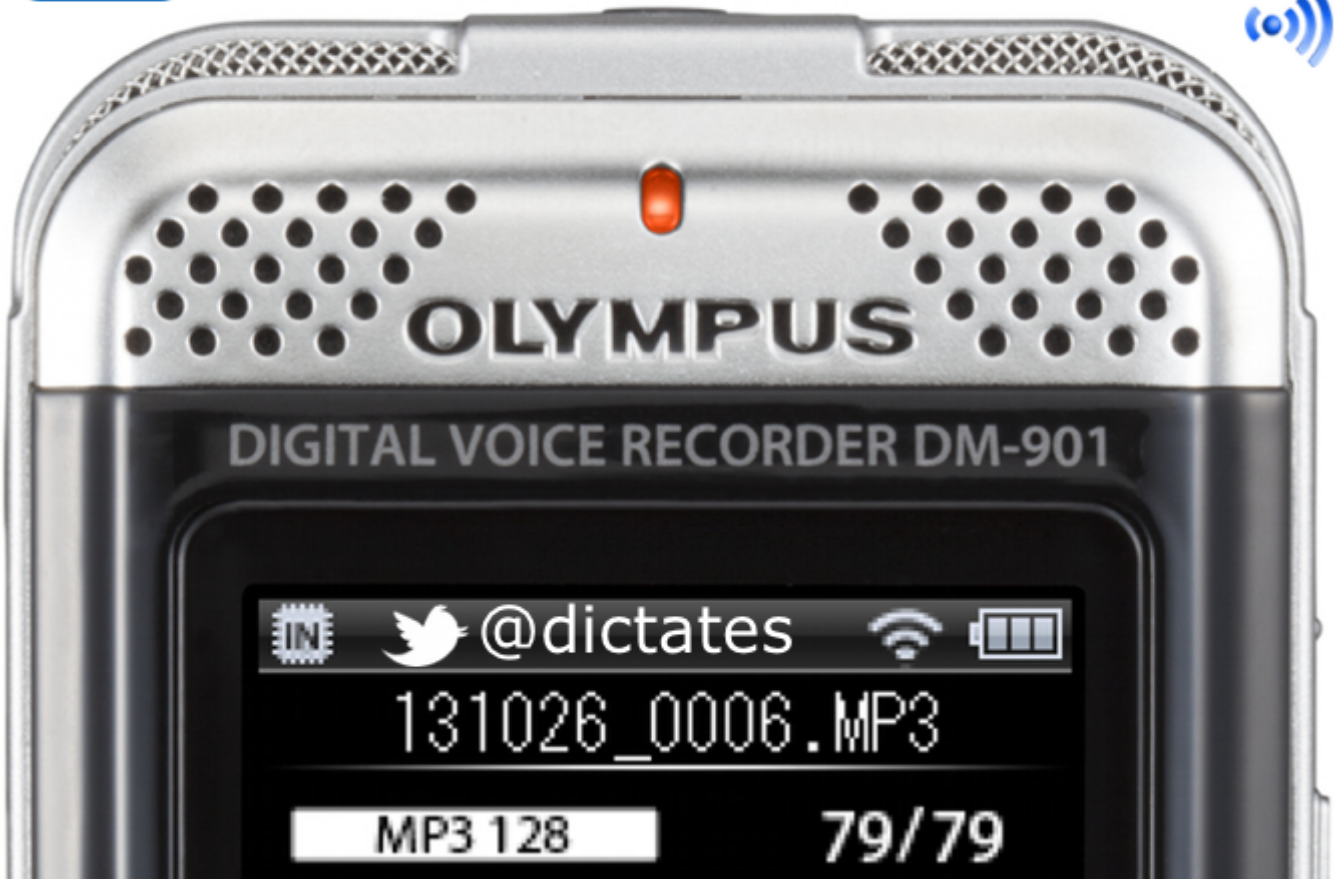 OLYMPUS
DIGITAL VOICE RECORDER DM-901
IN @dictates
131026_0006.MP3
MP3 128 79/79